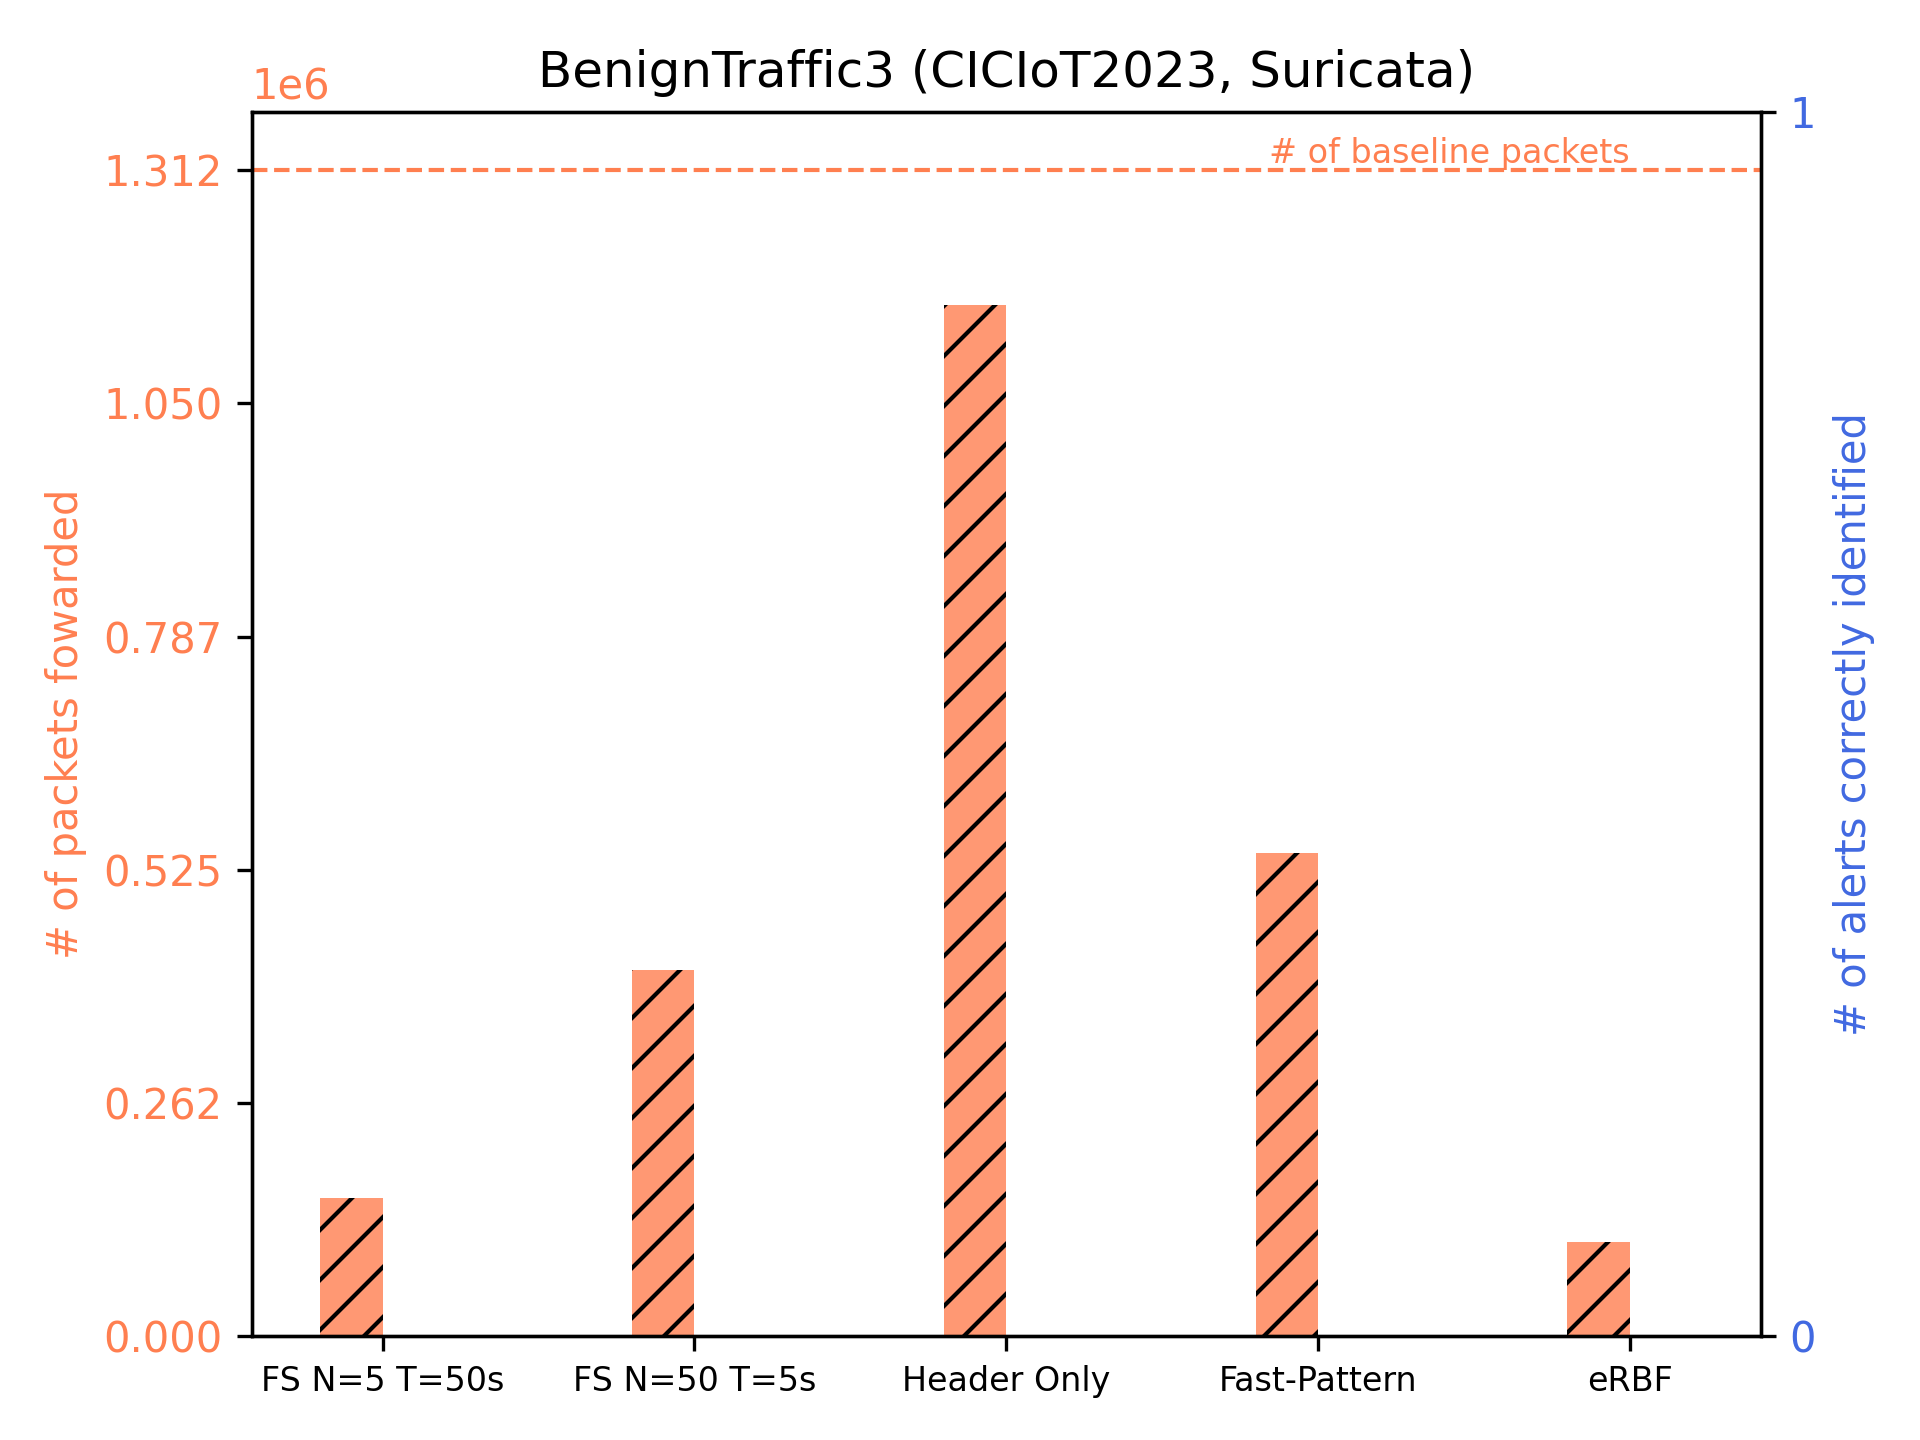 BenignTraffic3 (CICIoT2023, Suricata)
1e6
1
# of baseline packets
1.312
1.050
0.787
0.525
0.262
0.000
0
# of packets fowarded
# of alerts correctly identified
FS N=5 T=50s
FS N=50 T=5s
Header Only
Fast-Pattern
eRBF